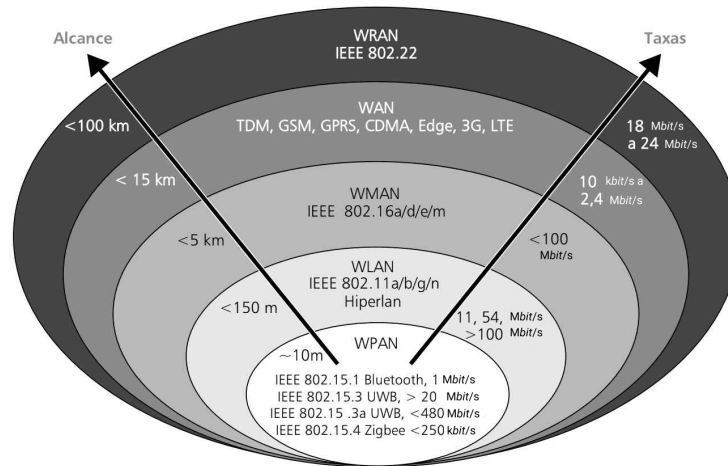 Alcance
Taxas
WRAN
IEEE 802.22
<100 km
18 Mbit/s
a 24 Mbit/s
WAN
TDM, GSM, GPRS, CDMA, Edge, 3G, LTE
< 15 km
10 kbit/s a
2,4 Mbit/s
WMAN
IEEE 802.16a/d/e/m
<5 km
<100
Mbit/s
WLAN
IEEE 802.11a/b/g/n
Hiperlan
<150 m
11, 54, Mbit/s
>100 Mbit/s
WPAN
~10m
IEEE 802.15.1 Bluetooth, 1 Mbit/s
IEEE 802.15.3 UWB, > 20 Mbit/s
IEEE 802.15 .3a UWB, <480 Mbit/s
IEEE 802.15.4 Zigbee <250 kbit/s